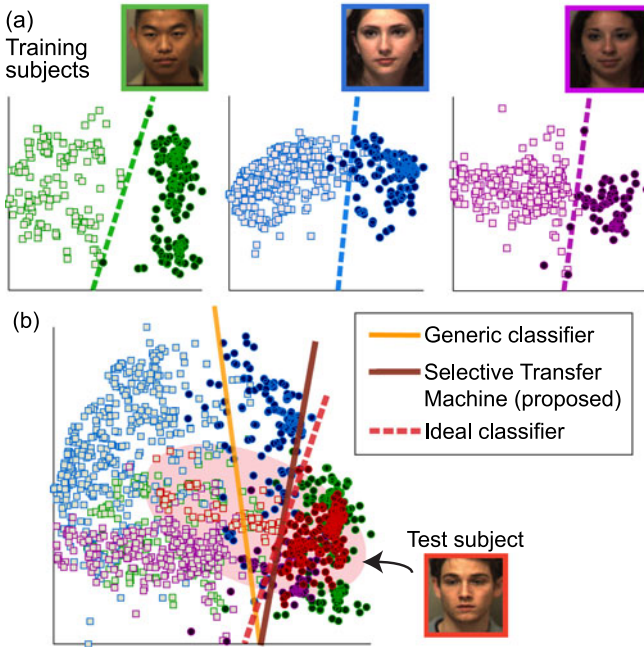 (a)
Training
subjects
(b)
Generic classifier
Selective Transfer
Machine (proposed)
Ideal classifier
Test subject